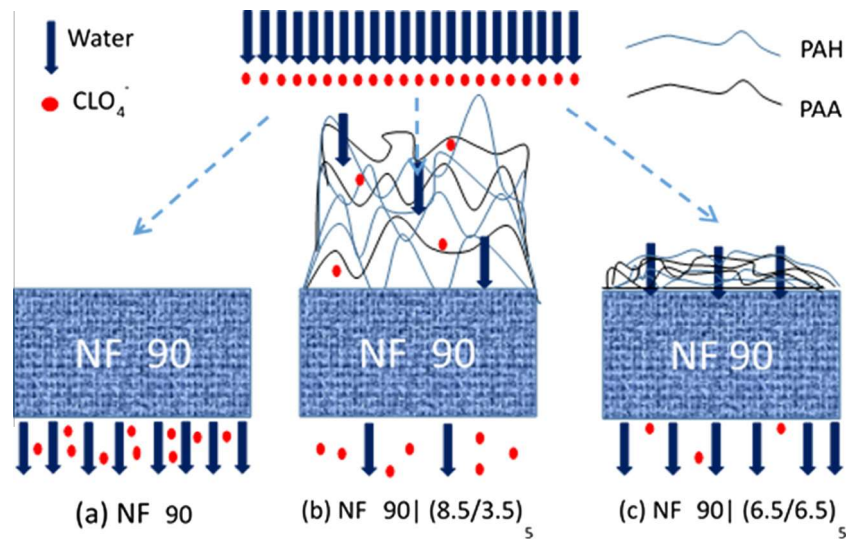 Water
CLO4-
PAH
PAA
NF 90
NF 90
NF 90
(a) NF 90
(b) NF 90| (8.5/3.5)5
(c) NF 90| (6.5/6.5)5